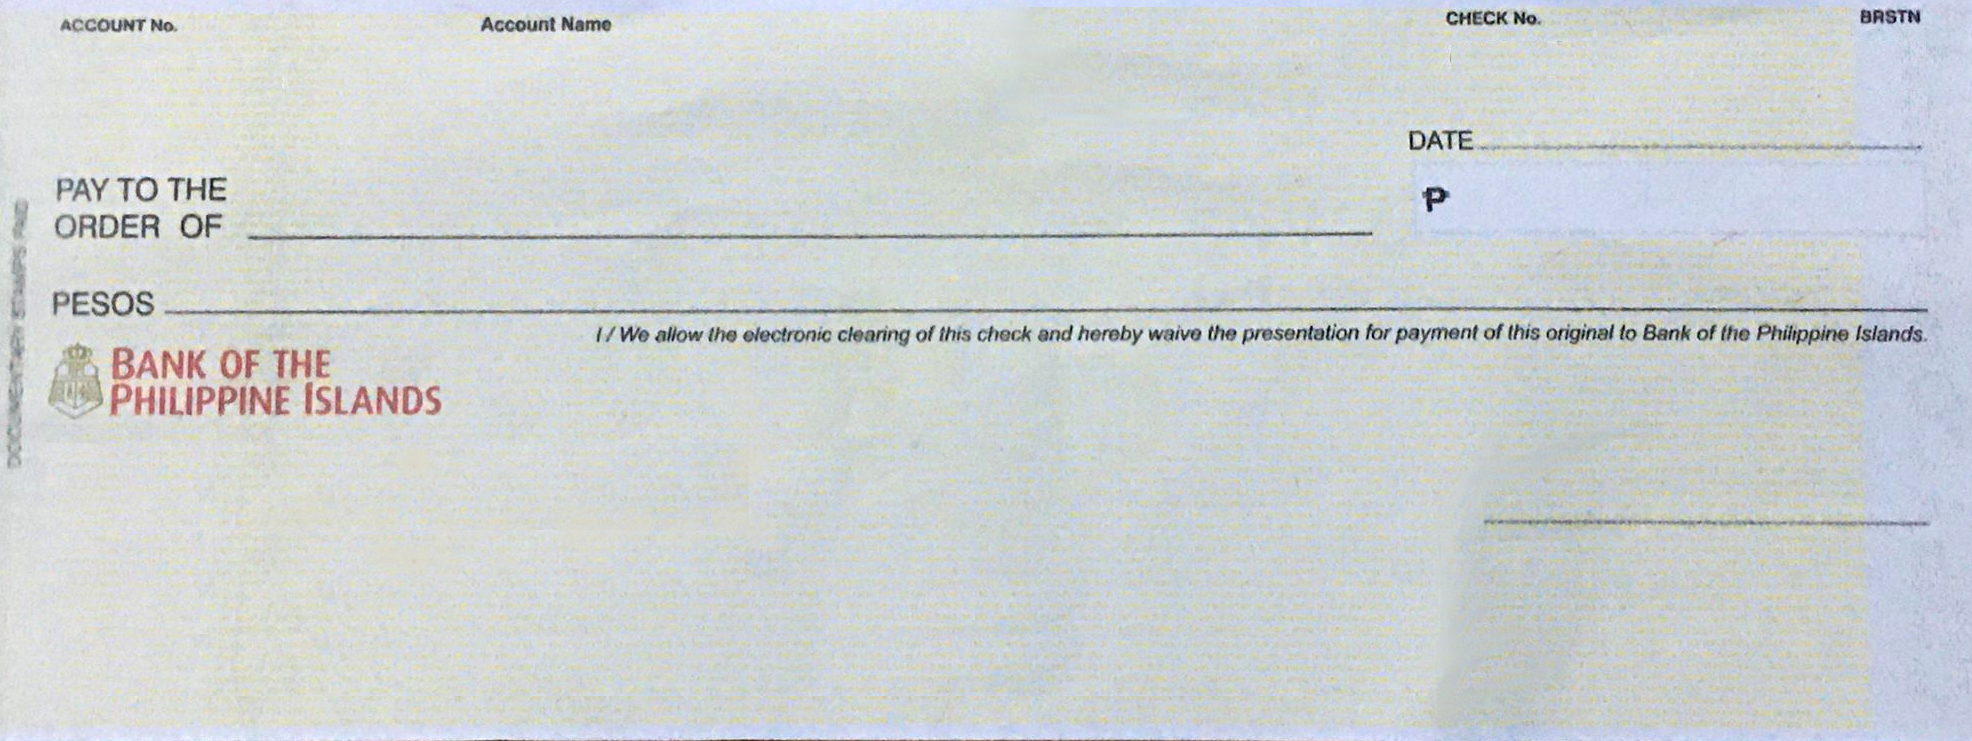 ACCOUNT No.
Account Name
CHECK No.
BRSTN
DATE
PAY TO THE
ORDER OF
₱
PESOS
I / We allow the electronic clearing of this check and hereby waive the presentation for payment of this original to Bank of the Philippine Islands.
BANK OF THE
PHILIPPINE ISLANDS
DOCUMENTARY STAMPS PAID